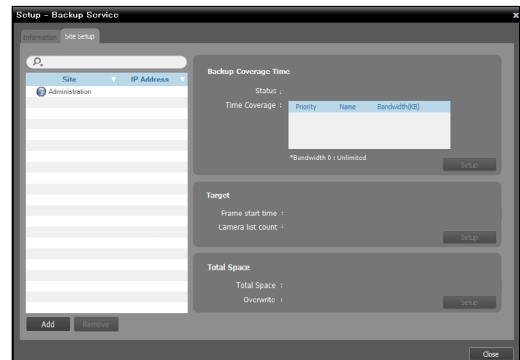 Setup - Backup Service
x
Information
Site Setup
Site
IP Address
Administration
Backup Coverage Time
Status :
Time Coverage :
Priority Name Bandwidth(KB)
*Bandwidth 0 : Unlimited
Setup
Target
Frame start time :
Camera list count :
Setup
Total Space
Total Space :
Overwrite :
Setup
Add
Remove
Close